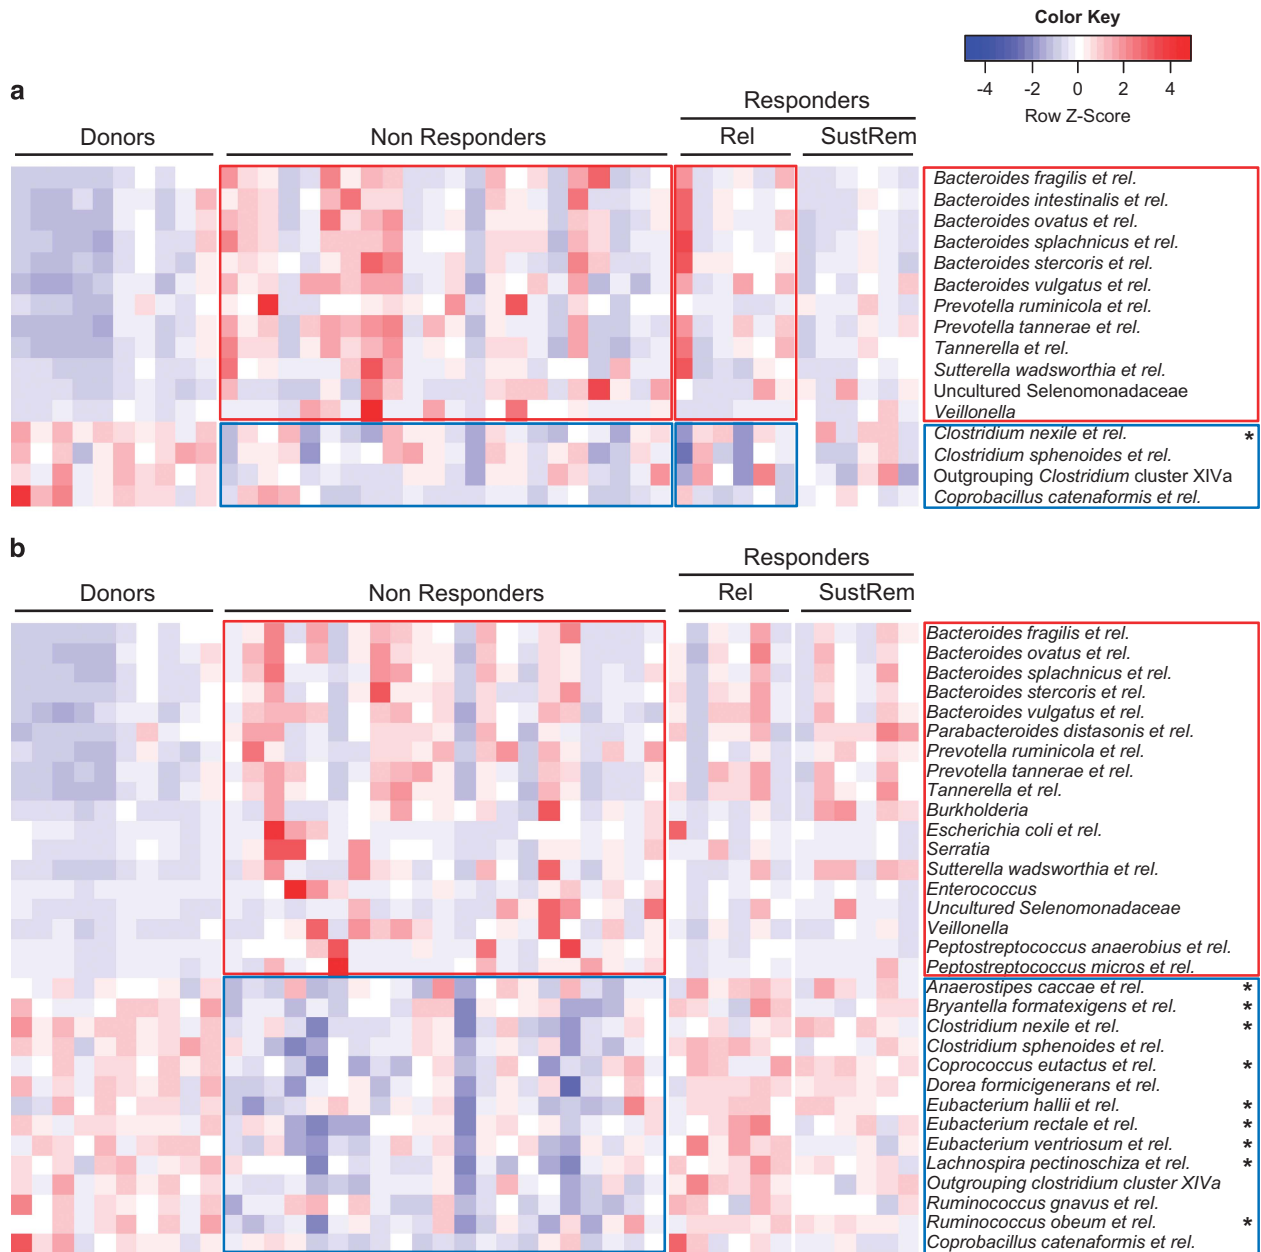 Color Key
-4 -2 0 2 4
Row Z-Score
a
Responders
Donors Non Responders Rel SustRem
Bacteroides fragilis et rel.
Bacteroides intestinalis et rel.
Bacteroides ovatus et rel.
Bacteroides splachnicus et rel.
Bacteroides stercoris et rel.
Bacteroides vulgatus et rel.
Prevotella ruminicola et rel.
Prevotella tannerae et rel.
Tannerella et rel.
Sutterella wadsworthia et rel.
Uncultured Selenomonadaceae
Veillonella
Clostridium nexile et rel. *
Clostridium sphenoides et rel.
Outgrouping Clostridium cluster XIVa
Coprobacillus catenaformis et rel.
b
Responders
Donors Non Responders Rel SustRem
Bacteroides fragilis et rel.
Bacteroides ovatus et rel.
Bacteroides splachnicus et rel.
Bacteroides stercoris et rel.
Bacteroides vulgatus et rel.
Parabacteroides distasonis et rel.
Prevotella ruminicola et rel.
Prevotella tannerae et rel.
Tannerella et rel.
Burkholderia
Escherichia coli et rel.
Serratia
Sutterella wadsworthia et rel.
Enterococcus
Uncultured Selenomonadaceae
Veillonella
Peptostreptococcus anaerobius et rel.
Peptostreptococcus micros et rel.
Anaerostipes caccae et rel. *
Bryantella formatexigens et rel. *
Clostridium nexile et rel. *
Clostridium sphenoides et rel.
Coprococcus eutactus et rel. *
Dorea formicigenerans et rel.
Eubacterium hallii et rel. *
Eubacterium rectale et rel. *
Eubacterium ventriosum et rel. *
Lachnospira pectinoschiza et rel. *
Outgrouping clostridium cluster XIVa
Ruminococcus gnavus et rel.
Ruminococcus obeum et rel. *
Coprobacillus catenaformis et rel.